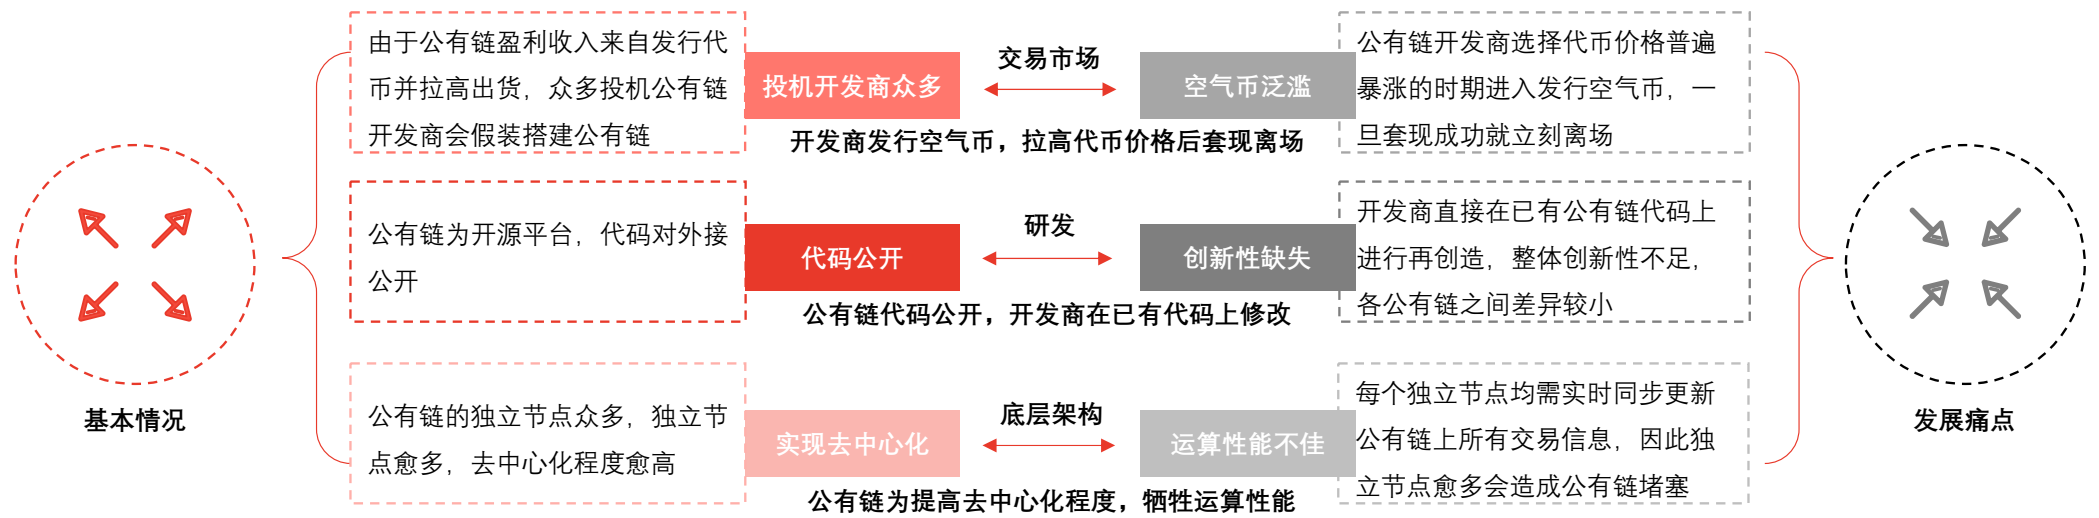 基本情况
由于公有链盈利收入来自发行代
币并拉高出货，众多投机公有链
开发商会假装搭建公有链
投机开发商众多
交易市场
空气币泛滥
开发商发行空气币，拉高代币价格后套现离场
公有链开发商选择代币价格普遍
暴涨的时期进入发行空气币，一
旦套现成功就立刻离场
公有链为开源平台，代码对外接
公开
代码公开
研发
创新性缺失
公有链代码公开，开发商在已有代码上修改
开发商直接在已有公有链代码上
进行再创造，整体创新性不足，
各公有链之间差异较小
公有链的独立节点众多，独立节
点愈多，去中心化程度愈高
实现去中心化
底层架构
运算性能不佳
公有链为提高去中心化程度，牺牲运算性能
每个独立节点均需实时同步更新
公有链上所有交易信息，因此独
立节点愈多会造成公有链堵塞
发展痛点